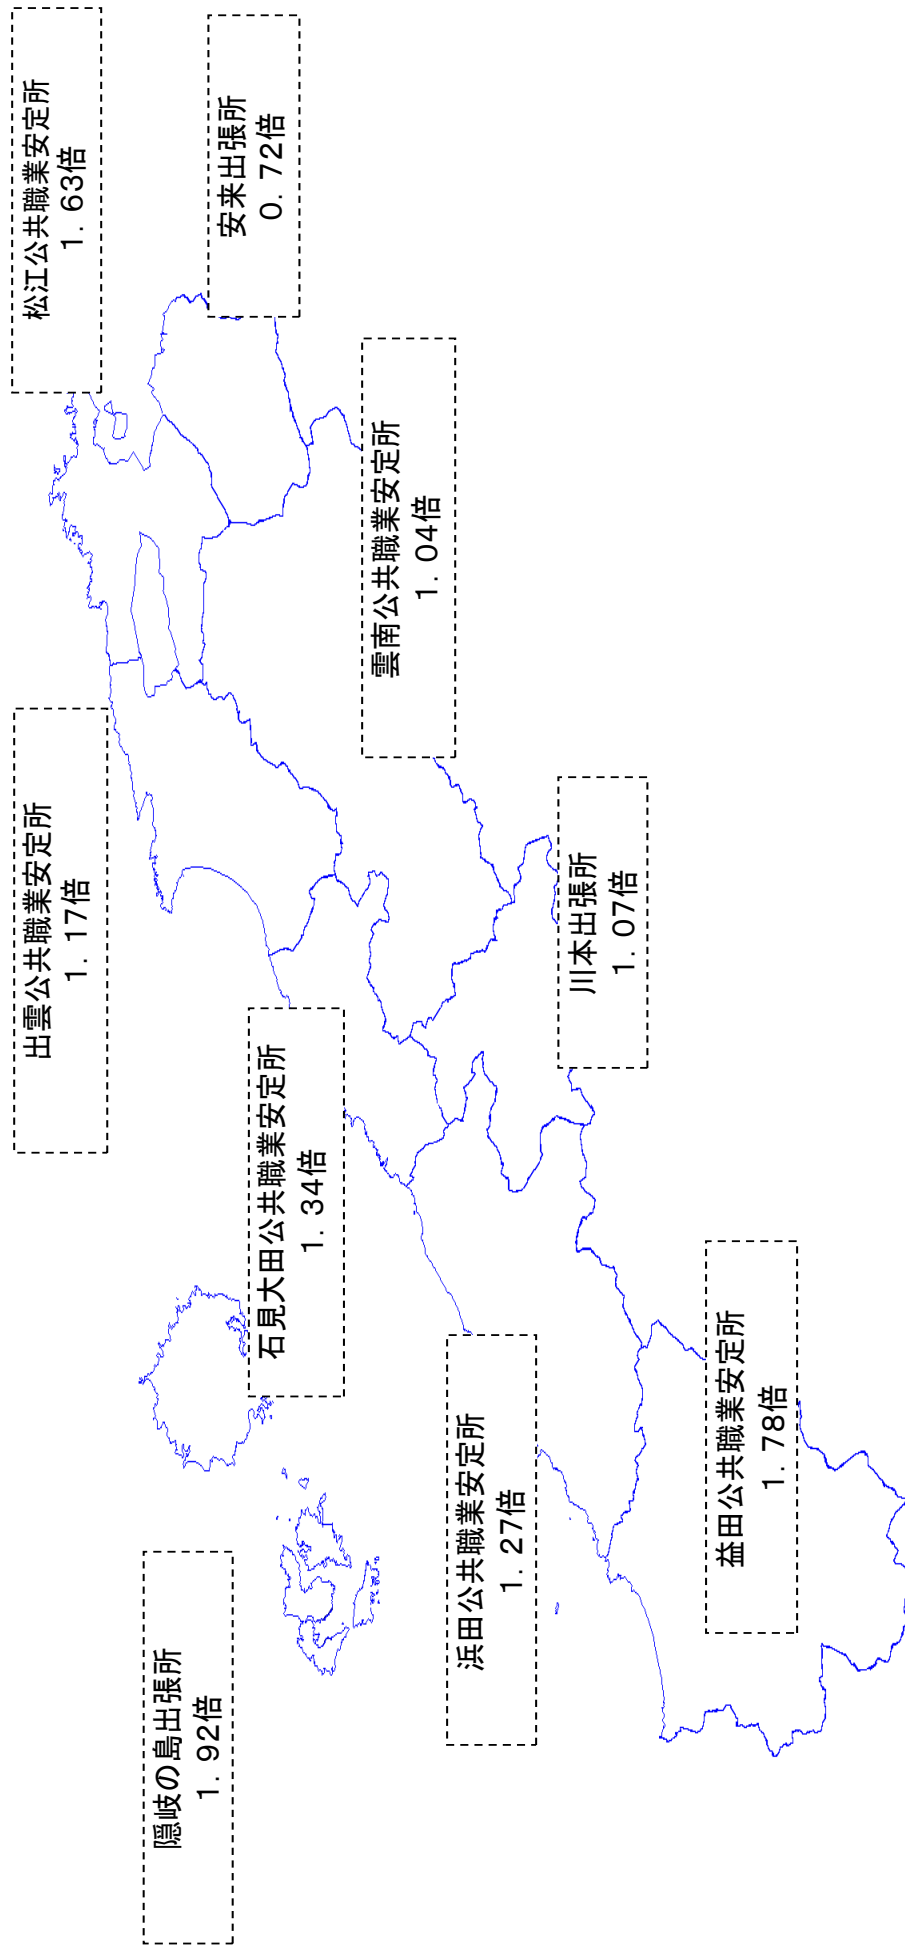 隠岐の島出張所
1. 92倍
出雲公共職業安定所
1. 17倍
松江公共職業安定所
1. 63倍
安来出張所
0. 72倍
石見大田公共職業安定所
1. 34倍
雲南公共職業安定所
1. 04倍
浜田公共職業安定所
1. 27倍
川本出張所
1. 07倍
益田公共職業安定所
1. 78倍